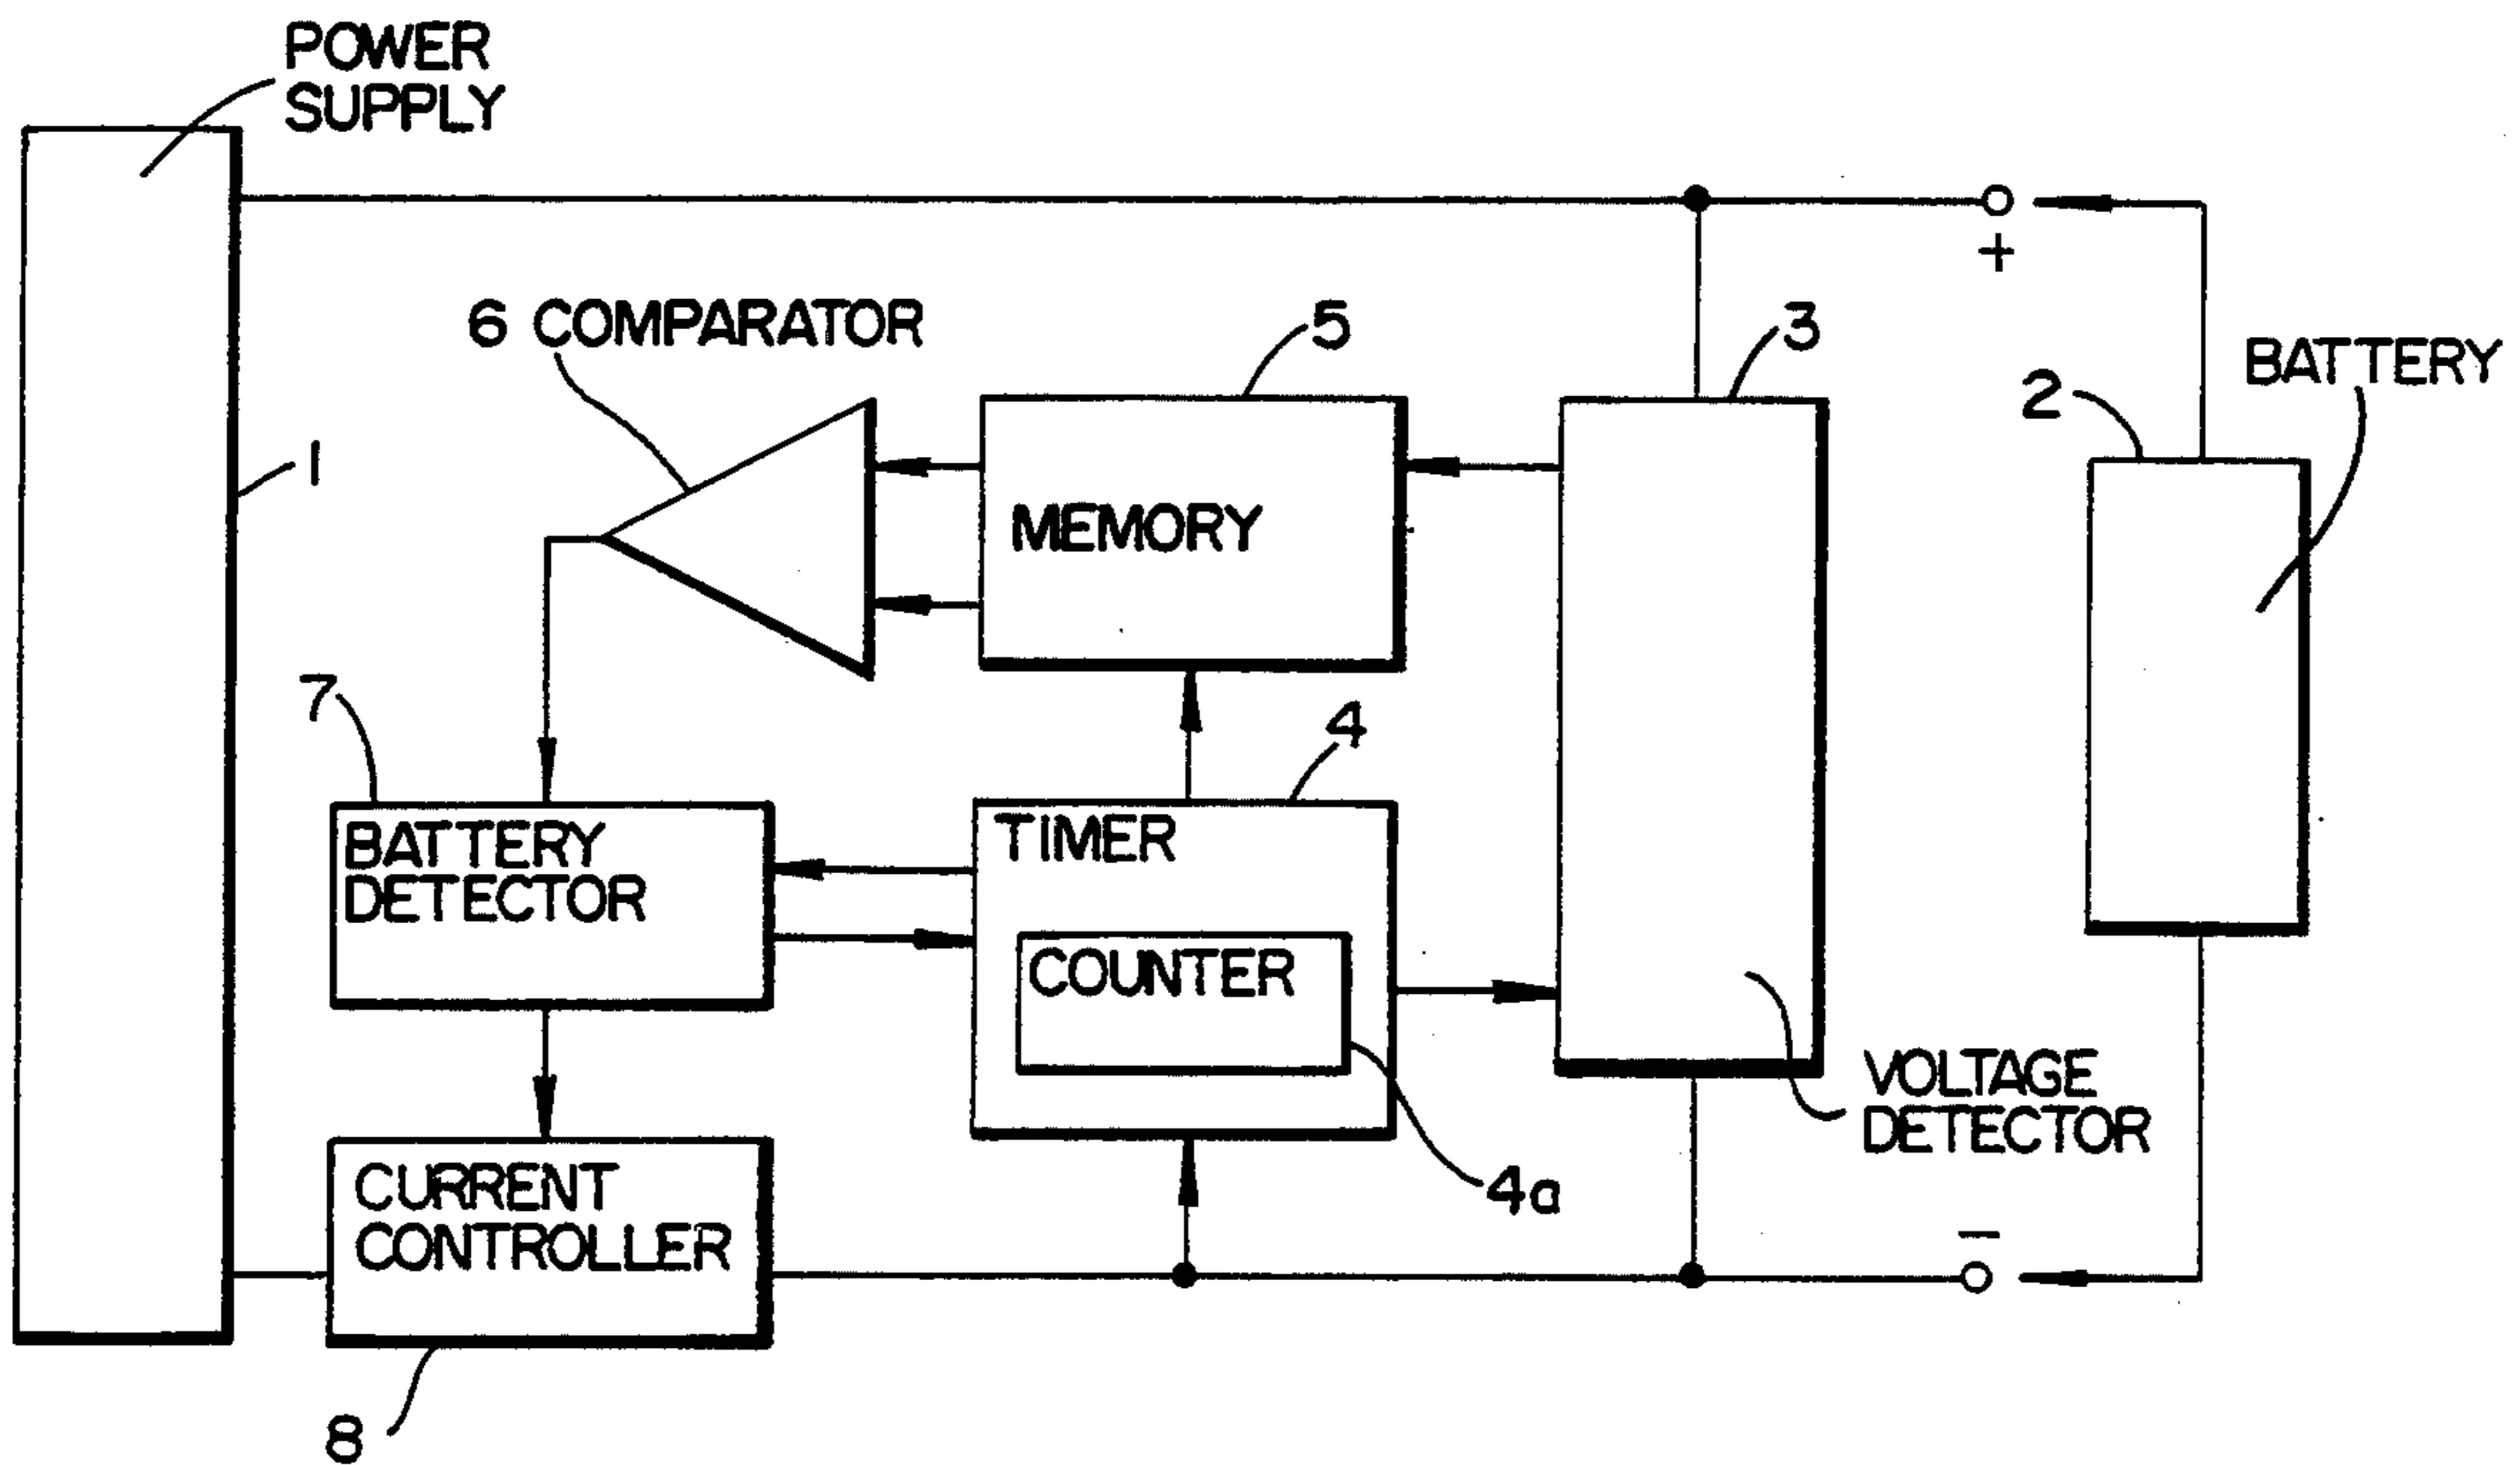 POWER
SUPPLY
+
6 COMPARATOR
5
3
BATTERY
2
1
MEMORY
7
4
BATTERY
DETECTOR
TIMER
COUNTER
VOLTAGE
DETECTOR
CURRENT
CONTROLLER
4a
−
8